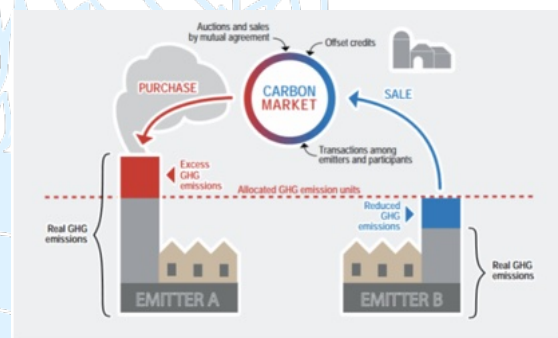 Auctions and sales
by mutual agreement
Offset credits
PURCHASE
CARBON
MARKET
SALE
Transactions among
emitters and participants
Excess
GHG
emissions
Allocated GHG emission units
Reduced
GHG
emissions
Real GHG
emissions
Real GHG
emissions
EMITTER A
EMITTER B